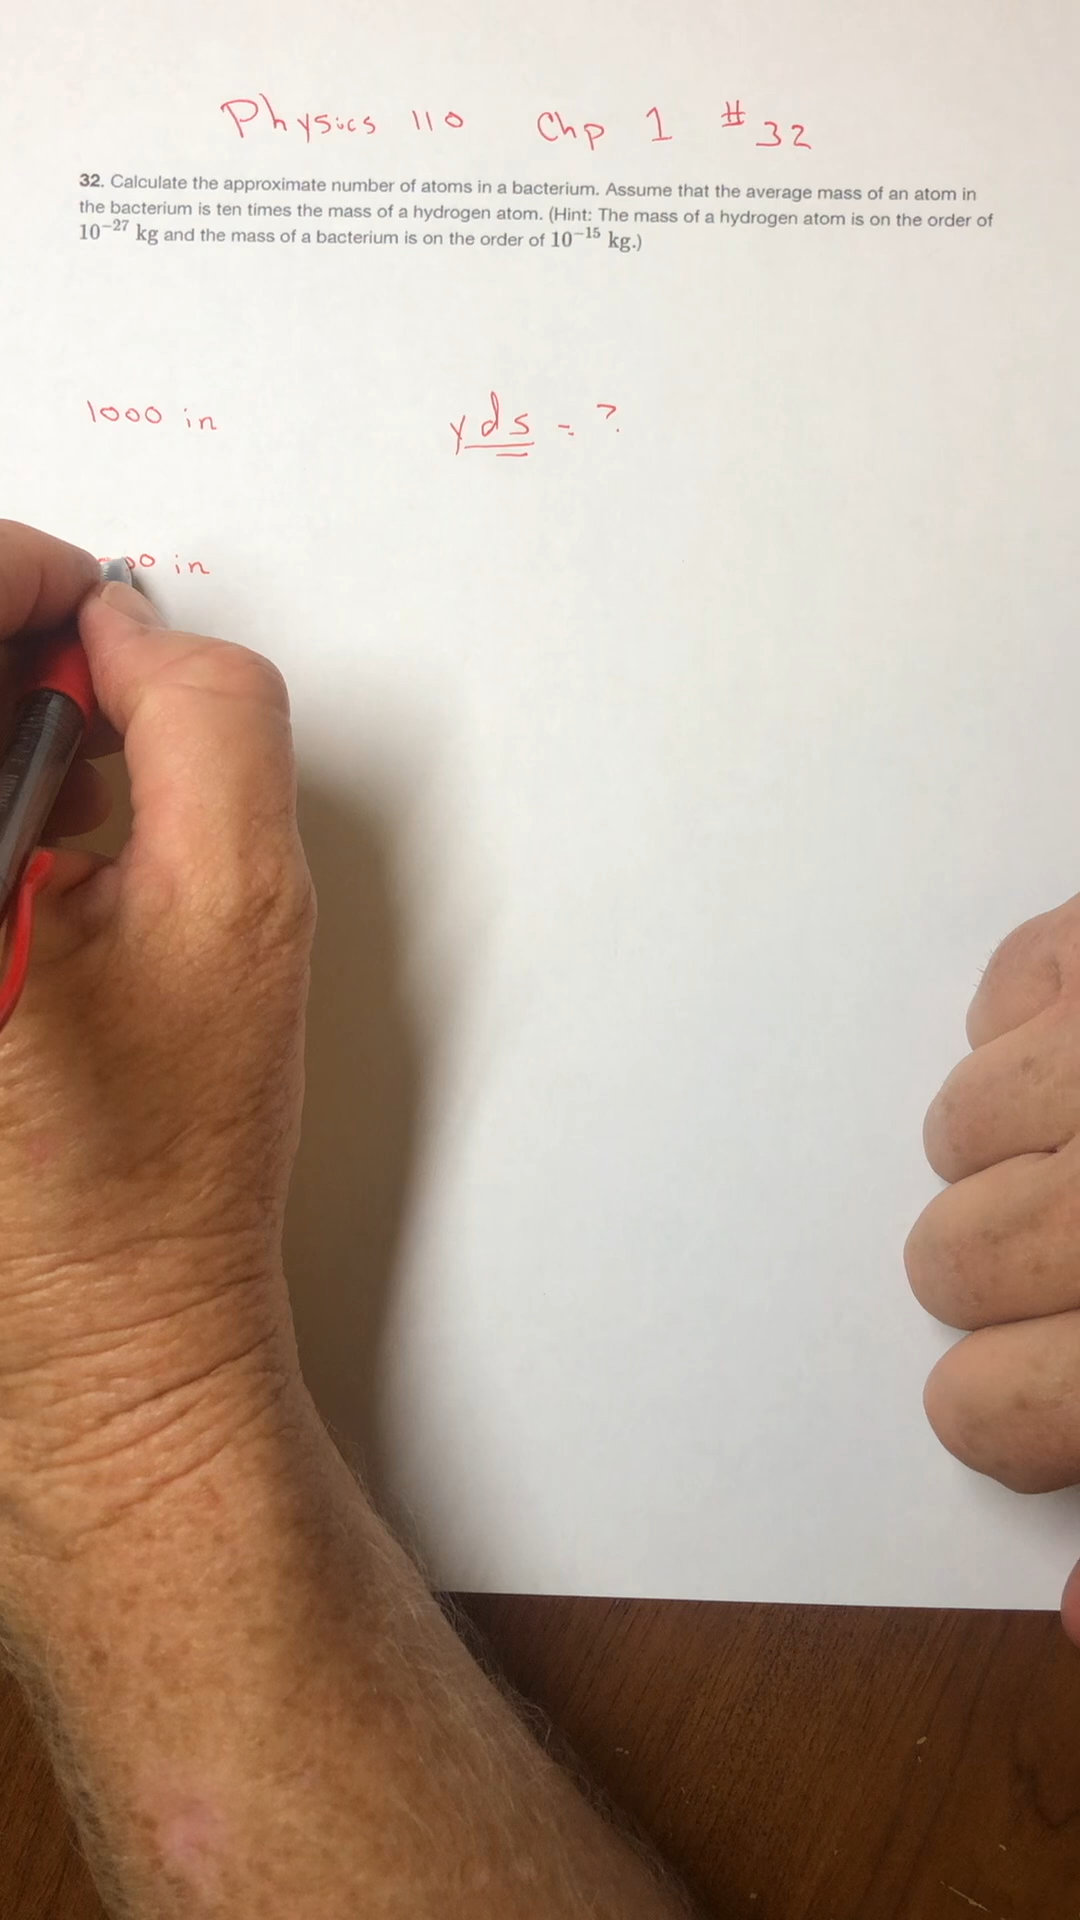 Physics 110 Chp 1 #32
32. Calculate the approximate number of atoms in a bacterium. Assume that the average mass of an atom in
the bacterium is ten times the mass of a hydrogen atom. (Hint: The mass of a hydrogen atom is on the order of
10⁻²⁷ kg and the mass of a bacterium is on the order of 10⁻¹⁵ kg.)
1000 in yds = ?
in